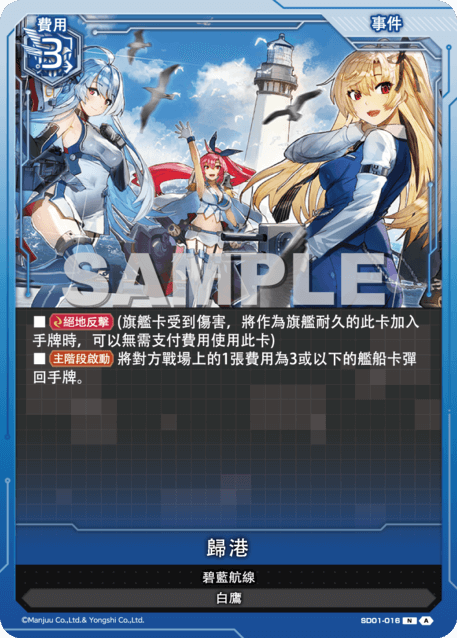 費用
事件
3
SAMPLE
■ 絕地反擊 (旗艦卡受到傷害，將作為旗艦耐久的此卡加入
手牌時，可以無需支付費用使用此卡)
■ 主階段啟動 將對方戰場上的1張費用為3或以下的艦船卡彈
回手牌。
歸港
碧藍航線
白鷹
©Manjuu Co.,Ltd.& Yongshi Co.,Ltd.
SD01-016 N A